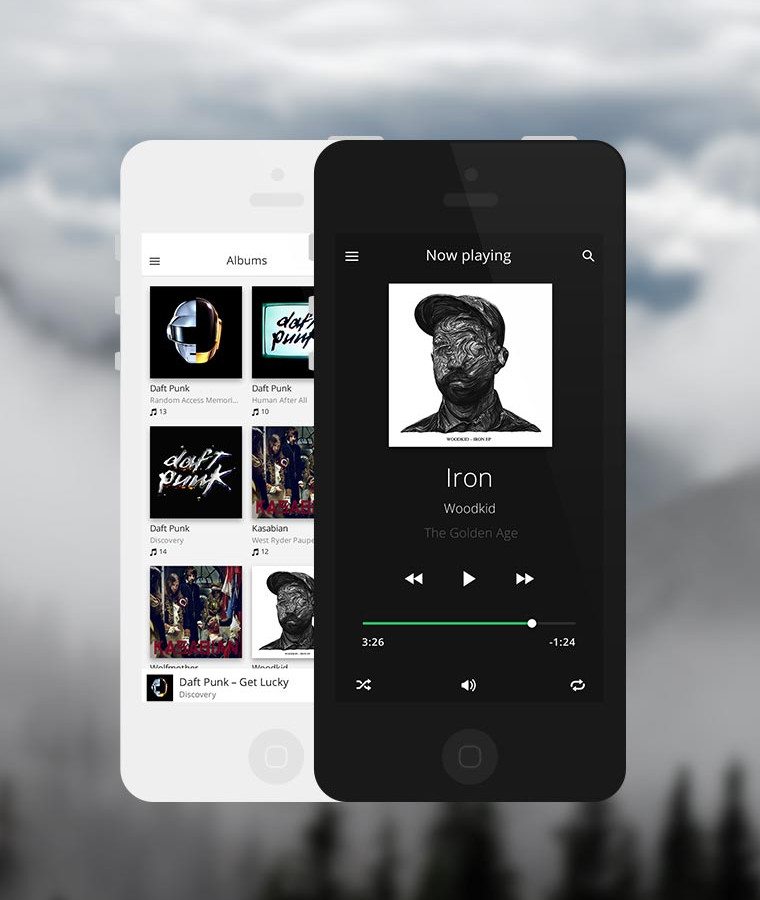 Albums
daft
punk
Daft Punk
Random Access Memori...
13
Daft Punk
Human After All
10
daft
punk
Daft Punk
Discovery
14
Kasabian
West Ryder Paupe
12
KASABIAN
Wolfmother
Woodkid
Daft Punk – Get Lucky
Discovery
Now playing
WOODKID - IRON EP
Iron
Woodkid
The Golden Age
3:26
-1:24